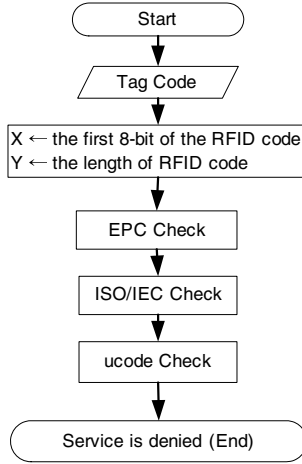 Start
Tag Code
X ← the first 8-bit of the RFID code
Y ← the length of RFID code
EPC Check
ISO/IEC Check
ucode Check
Service is denied (End)